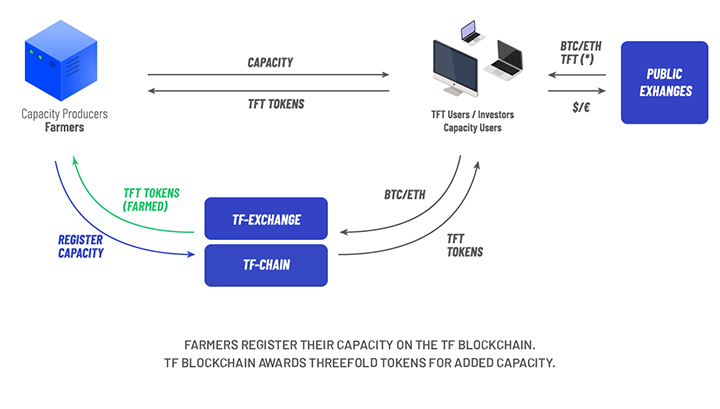 CAPACITY
TFT TOKENS
Capacity Producers
Farmers
TFT Users / Investors
Capacity Users
BTC/ETH
TFT (*)
$/€
PUBLIC
EXHANGES
TFT TOKENS
(FARMED)
REGISTER
CAPACITY
TF-EXCHANGE
TF-CHAIN
BTC/ETH
TFT
TOKENS
FARMERS REGISTER THEIR CAPACITY ON THE TF BLOCKCHAIN.
TF BLOCKCHAIN AWARDS THREEFOLD TOKENS FOR ADDED CAPACITY.